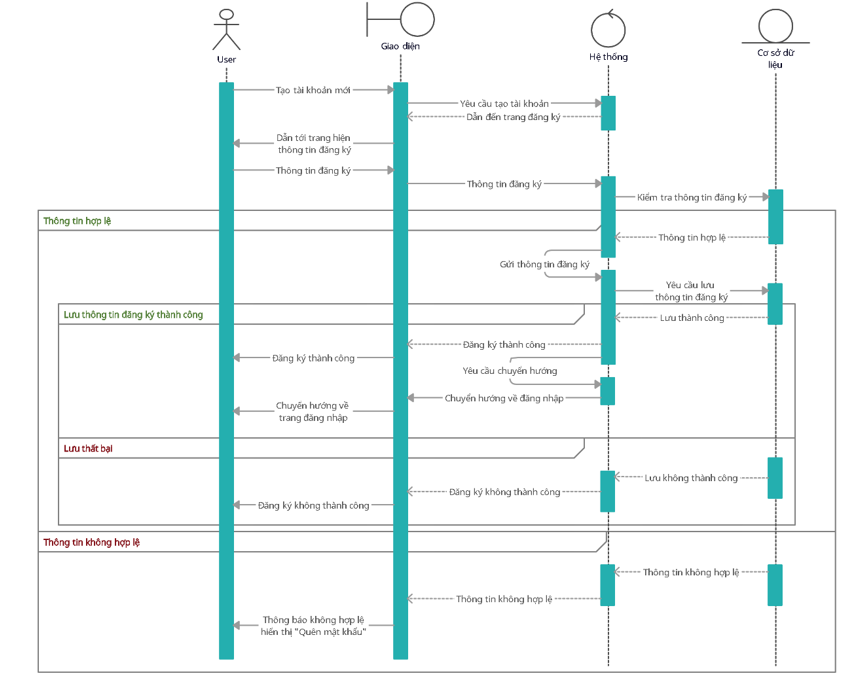 User
Giao diện
Hệ thống
Cơ sở dữ
liệu
Tạo tài khoản mới
Yêu cầu tạo tài khoản
Dẫn đến trang đăng ký
Dẫn tới trang hiện
thông tin đăng ký
Thông tin đăng ký
Thông tin đăng ký
Kiểm tra thông tin đăng ký
Thông tin hợp lệ
Thông tin hợp lệ
Gửi thông tin đăng ký
Yêu cầu lưu
thông tin đăng ký
Lưu thông tin đăng ký thành công
Lưu thành công
Đăng ký thành công
Đăng ký thành công
Yêu cầu chuyển hướng
Chuyển hướng về đăng nhập
Chuyển hướng về
trang đăng nhập
Lưu thất bại
Lưu không thành công
Đăng ký không thành công
Đăng ký không thành công
Thông tin không hợp lệ
Thông tin không hợp lệ
Thông tin không hợp lệ
Thông báo không hợp lệ
hiển thị "Quên mật khẩu"